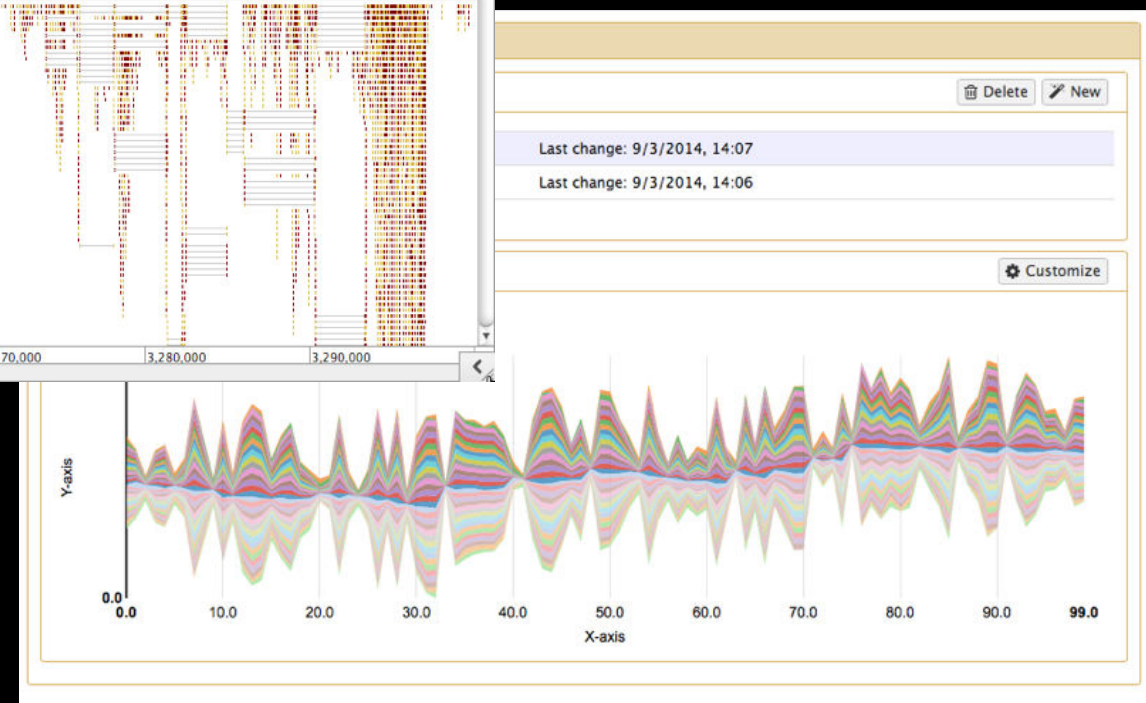 Delete New
Last change: 9/3/2014, 14:07
Last change: 9/3/2014, 14:06
Customize
70,000 3,280,000 3,290,000
Y-axis
0.0
0.0 10.0 20.0 30.0 40.0 50.0 60.0 70.0 80.0 90.0 99.0
X-axis